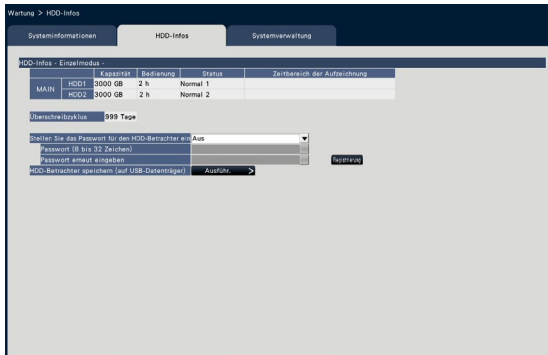 Wartung > HDD-Infos
Systeminformationen HDD-Infos Systemverwaltung
HDD-Infos - Einzelmodus -
Kapazität Bedienung Status Zeitbereich der Aufzeichnung
MAIN HDD1 3000 GB 2 h Normal 1
HDD2 3000 GB 2 h Normal 2
Überschreibzyklus 999 Tage
Stellen Sie das Passwort für den HDD-Betrachter ein Aus
Passwort (8 bis 32 Zeichen)
Passwort erneut eingeben Registrierung
HDD-Betrachter speichern (auf USB-Datenträger) Ausführ. >